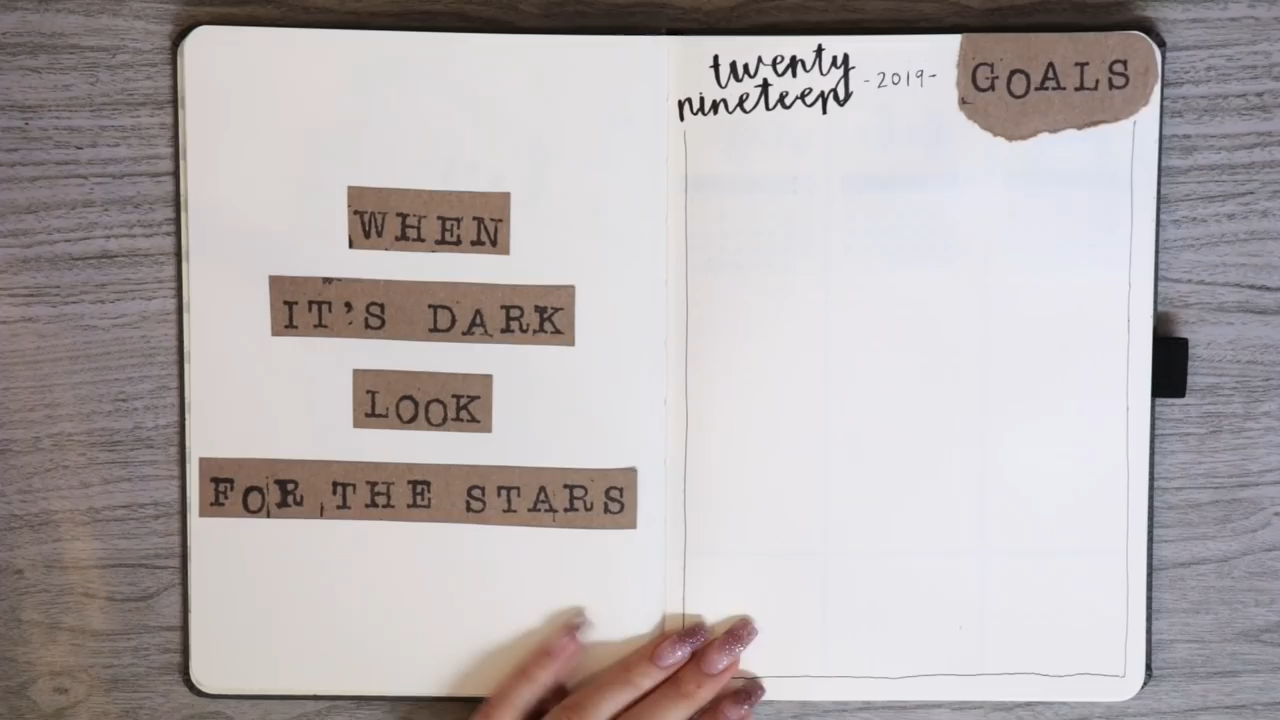 WHEN
IT'S DARK
LOOK
FOR THE STARS
twenty
nineteen
-2019-
GOALS